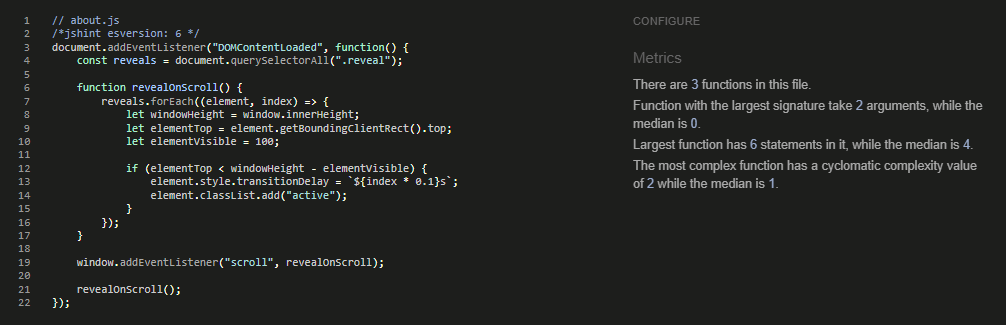 1 // about.js
2 /*jshint esversion: 6 */
3 document.addEventListener("DOMContentLoaded", function() {
4     const reveals = document.querySelectorAll(".reveal");
5
6     function revealOnScroll() {
7         reveals.forEach((element, index) => {
8             let windowHeight = window.innerHeight;
9             let elementTop = element.getBoundingClientRect().top;
10             let elementVisible = 100;
11
12             if (elementTop < windowHeight - elementVisible) {
13                 element.style.transitionDelay = `${index * 0.1}s`;
14                 element.classList.add("active");
15             }
16         });
17     }
18
19     window.addEventListener("scroll", revealOnScroll);
20
21     revealOnScroll();
22 });
CONFIGURE
Metrics
There are 3 functions in this file.
Function with the largest signature take 2 arguments, while the
median is 0.
Largest function has 6 statements in it, while the median is 4.
The most complex function has a cyclomatic complexity value
of 2 while the median is 1.